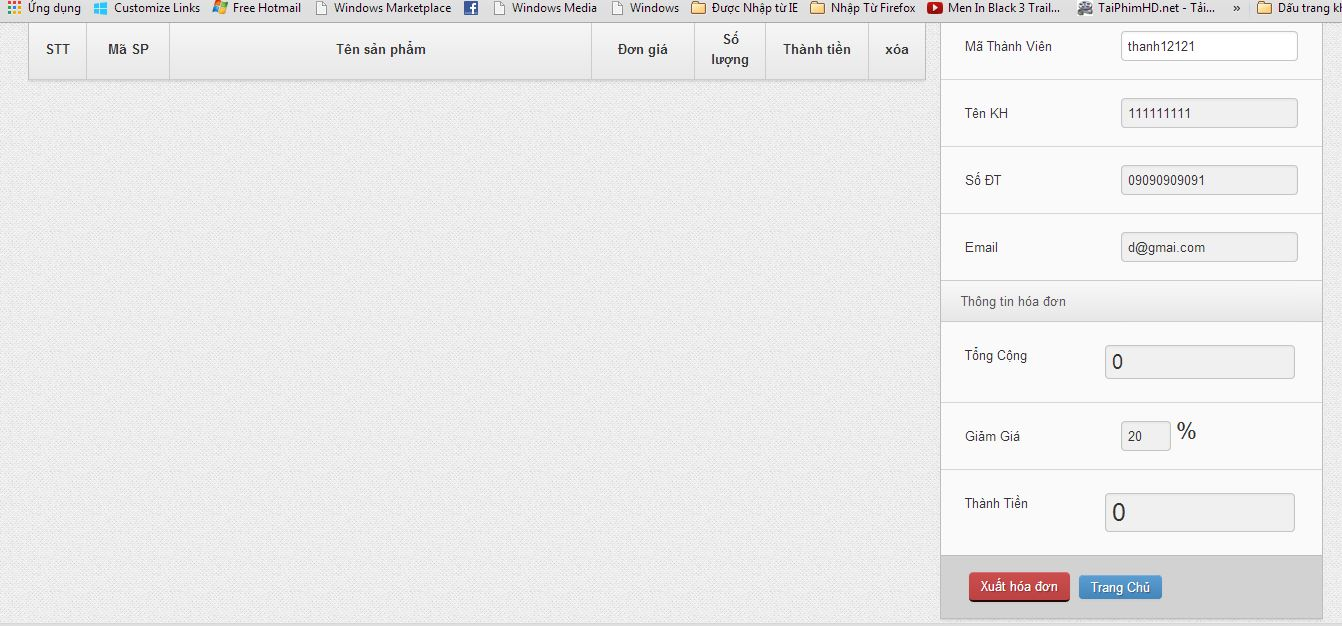 Ứng dụng Customize Links Free Hotmail Windows Marketplace Windows Media Windows Được Nhập từ IE Nhập Từ Firefox Men In Black 3 Trail... TaiPhimHD.net - Tải... » Dấu trang kh
STT Mã SP Tên sản phẩm Đơn giá Số lượng Thành tiền xóa
Mã Thành Viên thanh12121
Tên KH 111111111
Số ĐT 09090909091
Email d@gmai.com
Thông tin hóa đơn
Tổng Cộng 0
Giảm Giá 20 %
Thành Tiền 0
Xuất hóa đơn Trang Chủ